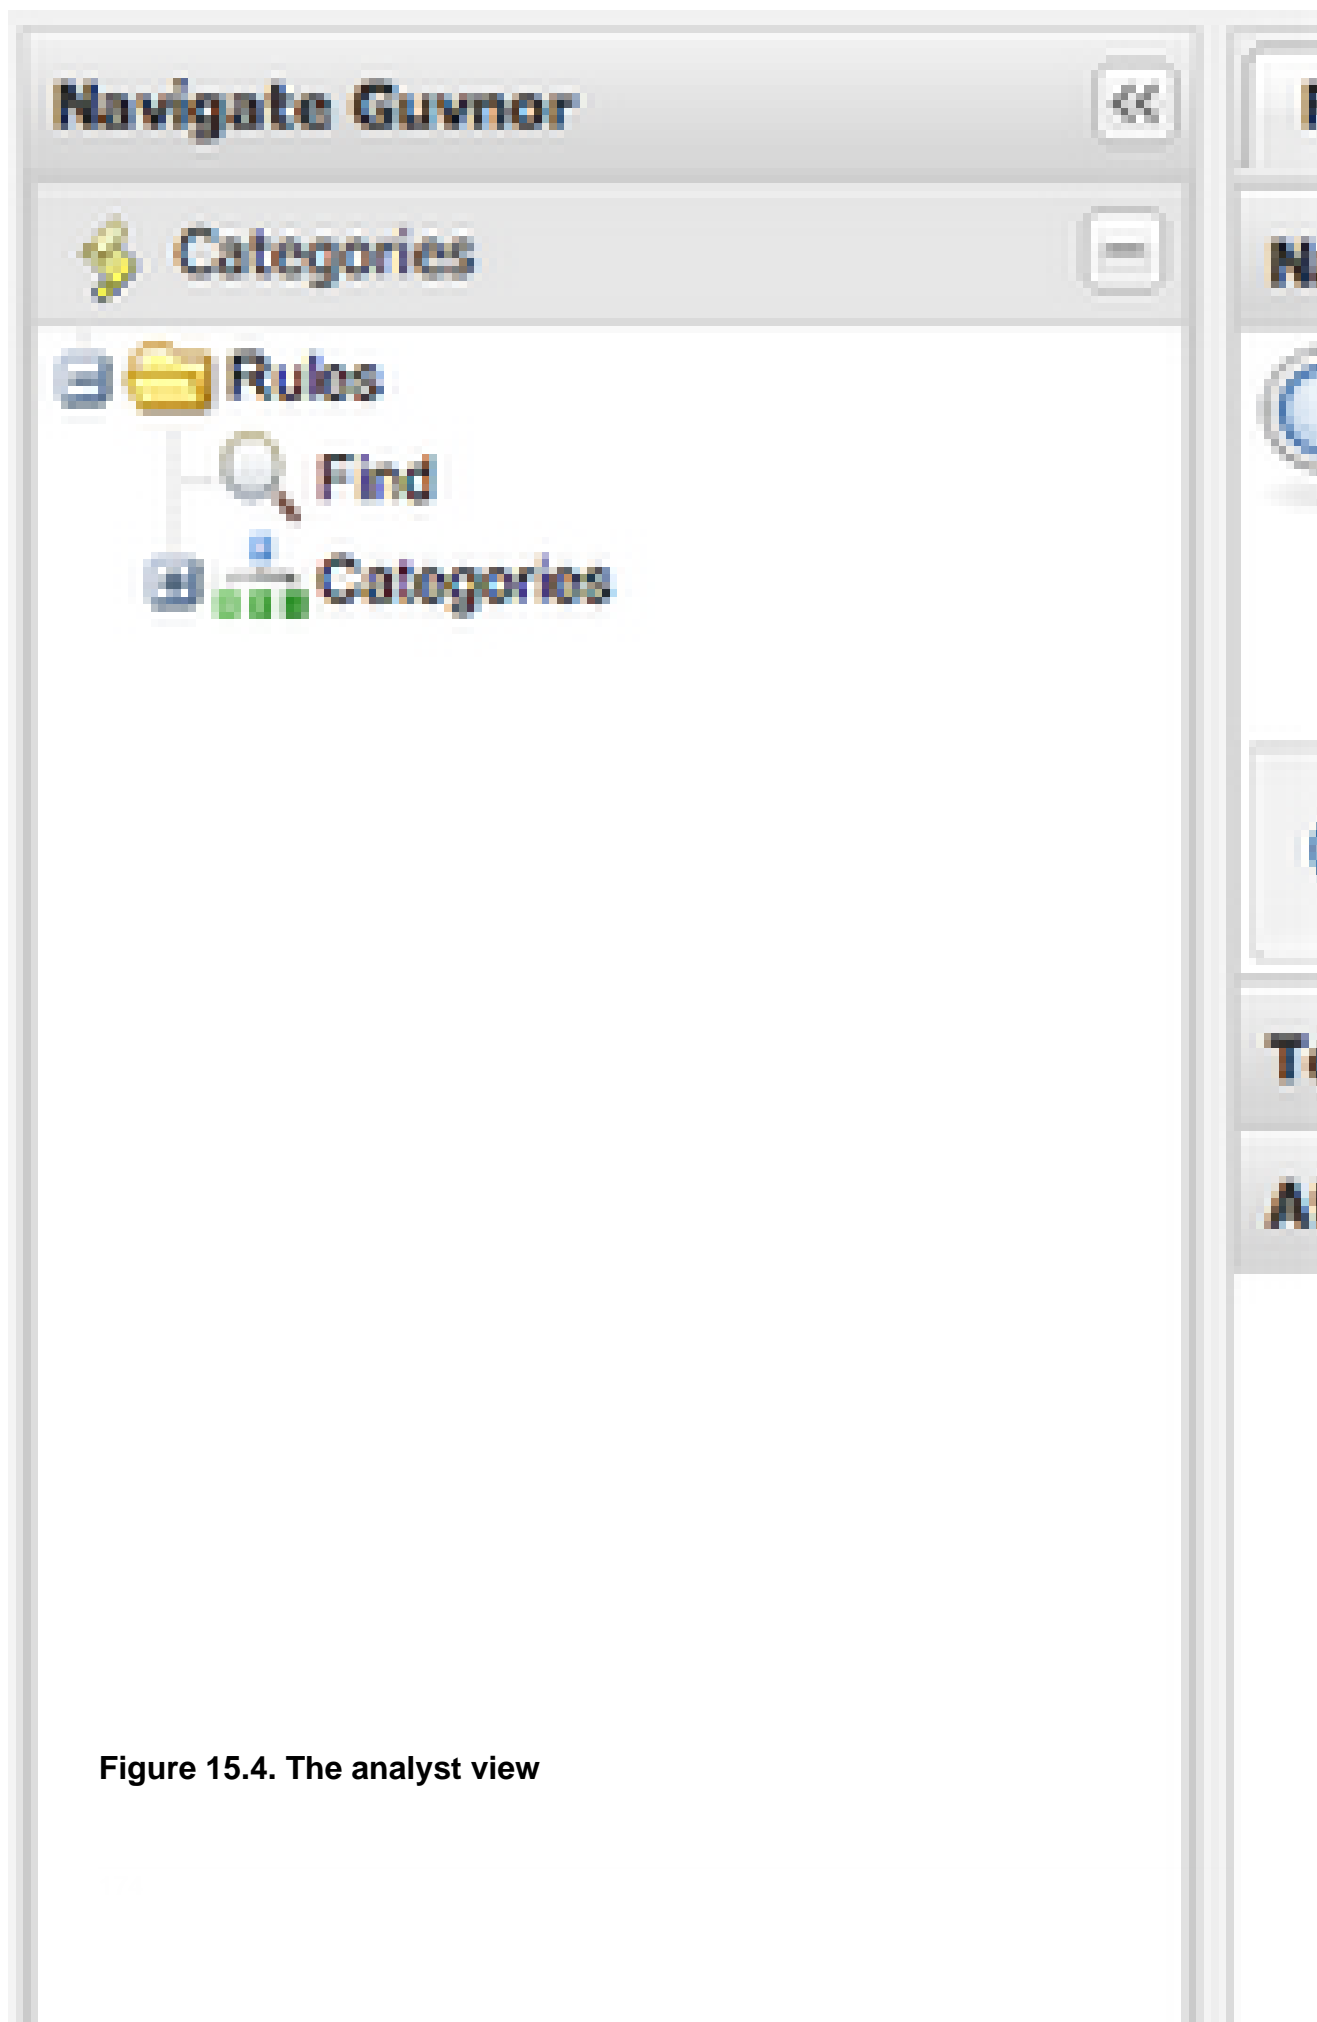 Navigate Guvnor
Categories
Rules
Find
Categories
Figure 15.4. The analyst view